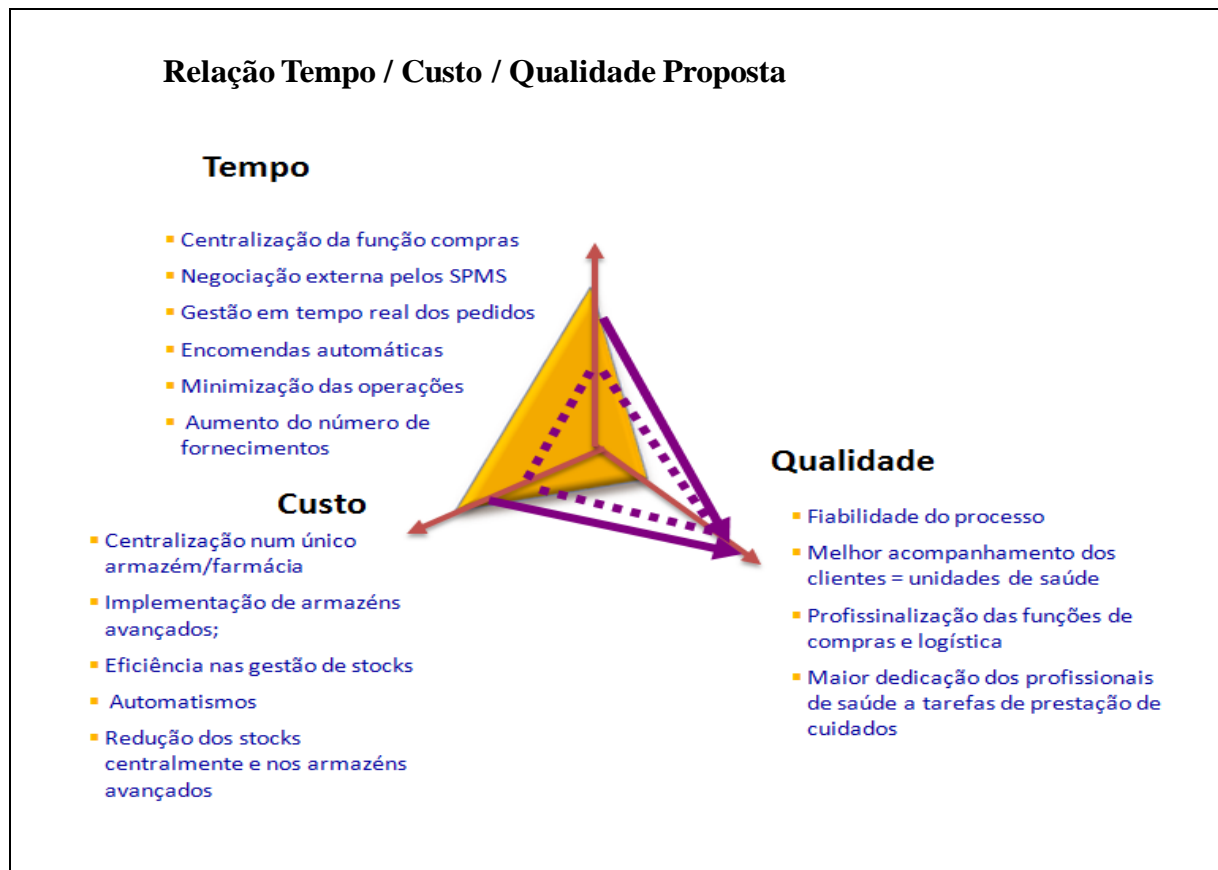 Relação Tempo / Custo / Qualidade Proposta
Tempo
▪ Centralização da função compras
▪ Negociação externa pelos SPMS
▪ Gestão em tempo real dos pedidos
▪ Encomendas automáticas
▪ Minimização das operações
▪ Aumento do número de
fornecimentos
Custo
▪ Centralização num único
armazém/farmácia
▪ Implementação de armazéns
avançados;
▪ Eficiência nas gestão de stocks
▪ Automatismos
▪ Redução dos stocks
centralmente e nos armazéns
avançados
Qualidade
▪ Fiabilidade do processo
▪ Melhor acompanhamento dos
clientes = unidades de saúde
▪ Profissinalização das funções de
compras e logística
▪ Maior dedicação dos profissionais
de saúde a tarefas de prestação de
cuidados